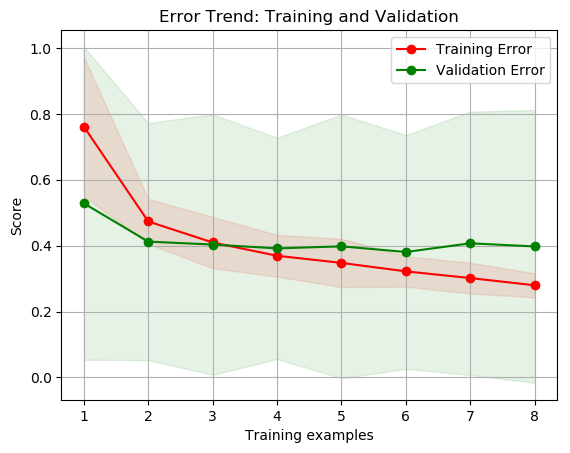 Error Trend: Training and Validation
Training Error
Validation Error
Score
1.0
0.8
0.6
0.4
0.2
0.0
1 2 3 4 5 6 7 8
Training examples